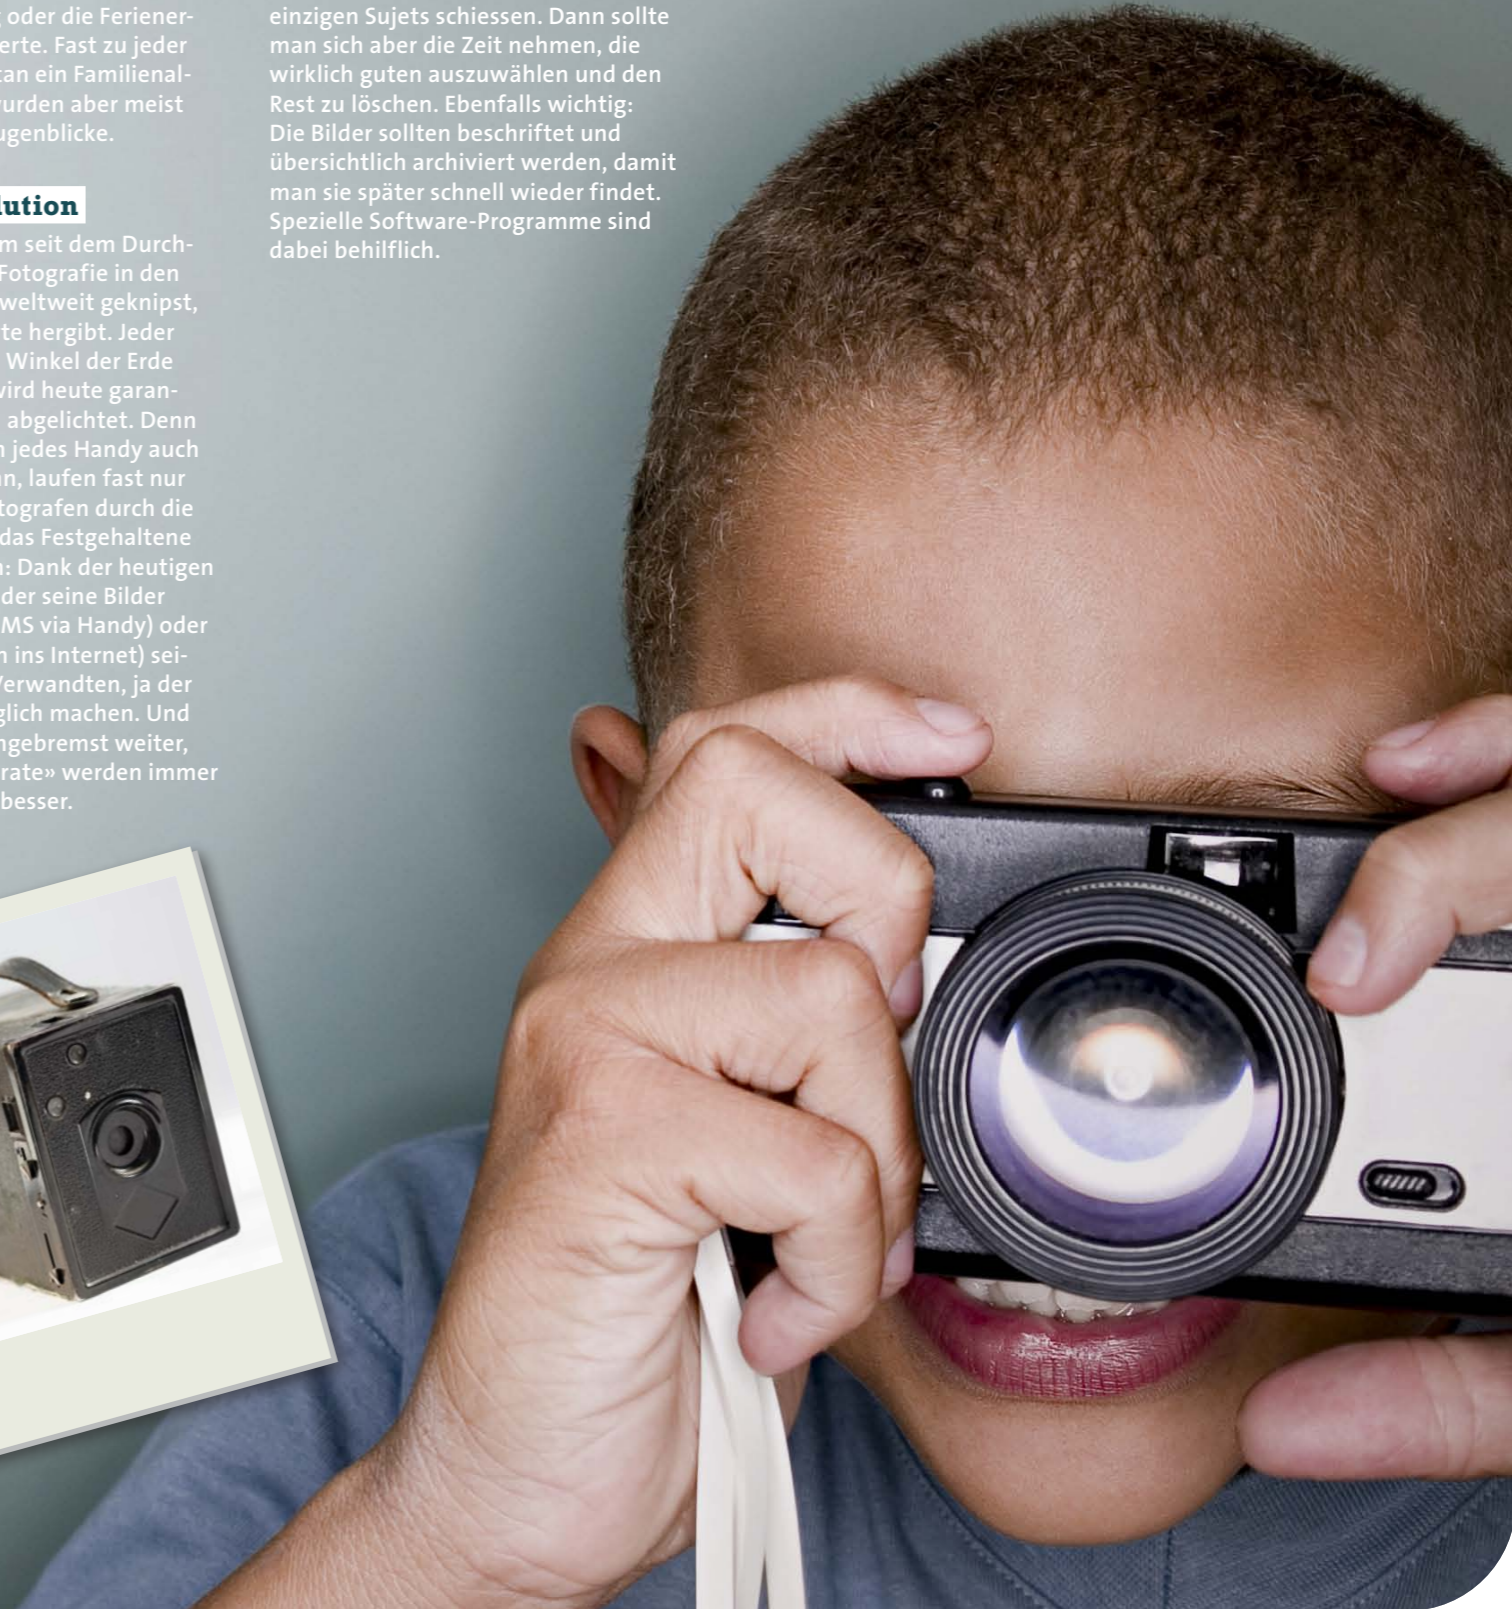 oder die Feriener-
erte. Fast zu jeder
tan ein Familienal-
wurden aber meist
ugenblicke.
lution
m seit dem Durch-
Fotografie in den
weltweit geknipst,
te hergibt. Jeder
Winkel der Erde
wird heute garan-
abgelichtet. Denn
n jedes Handy auch
nn, laufen fast nur
tografen durch die
das Festgehaltene
n: Dank der heutigen
der seine Bilder
MS via Handy) oder
n ins Internet) sei-
Verwandten, ja der
glich machen. Und
ngebremst weiter,
rate» werden immer
besser.
einzigen Sujets schiessen. Dann sollte
man sich aber die Zeit nehmen, die
wirklich guten auszuwählen und den
Rest zu löschen. Ebenfalls wichtig:
Die Bilder sollten beschriftet und
übersichtlich archiviert werden, damit
man sie später schnell wieder findet.
Spezielle Software-Programme sind
dabei behilflich.